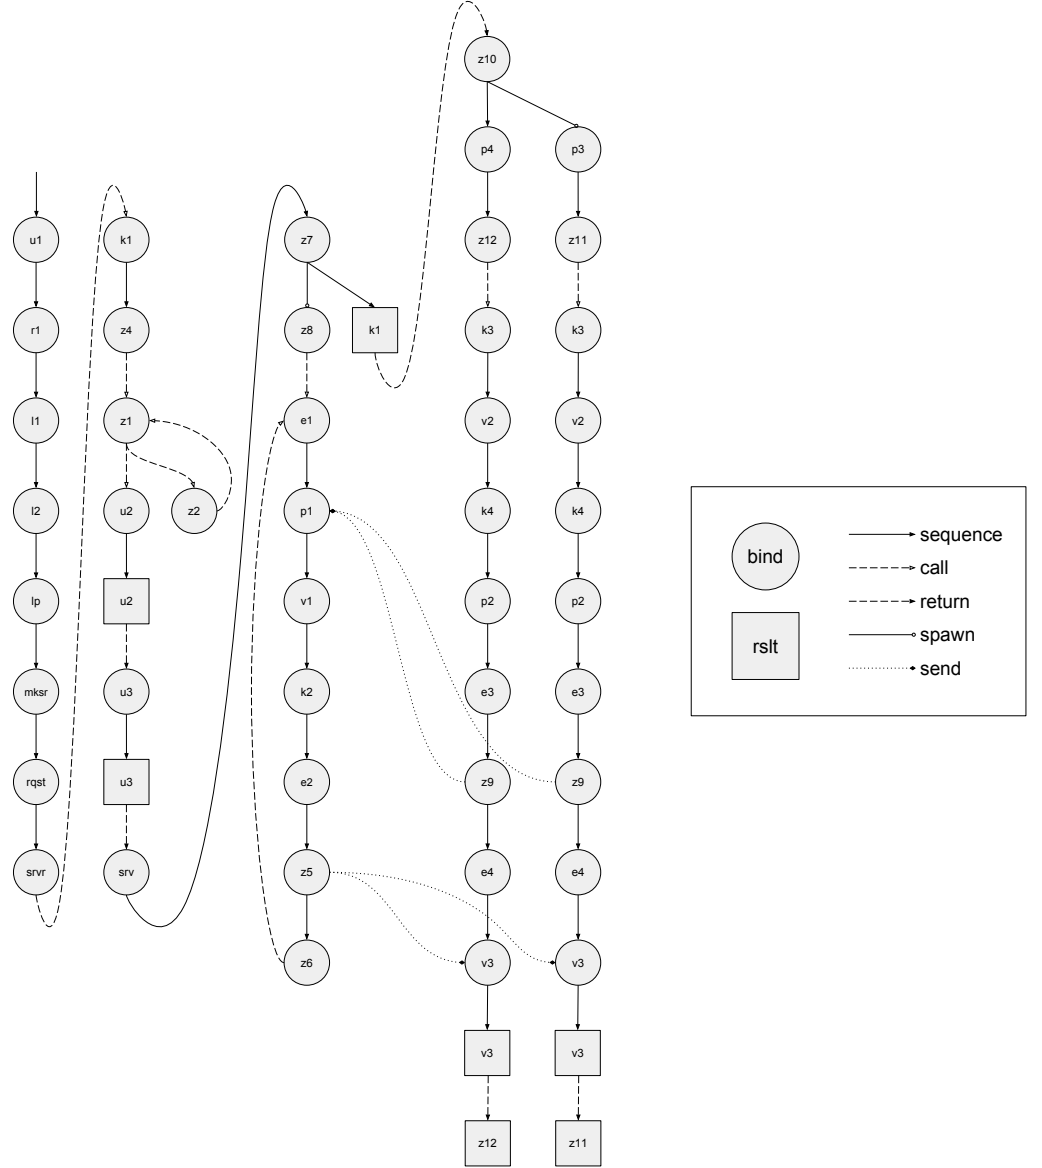 u1
r1
l1
l2
lp
mksr
rqst
srvr
k1
z4
z1
z2
u2
u2
u3
u3
srv
z7
z8
k1
e1
p1
v1
k2
e2
z5
z6
z10
p4
z12
k3
v2
k4
p2
e3
z9
e4
v3
v3
z12
p3
z11
k3
v2
k4
p2
e3
z9
e4
v3
v3
z11
bind
rslt
sequence
call
return
spawn
send